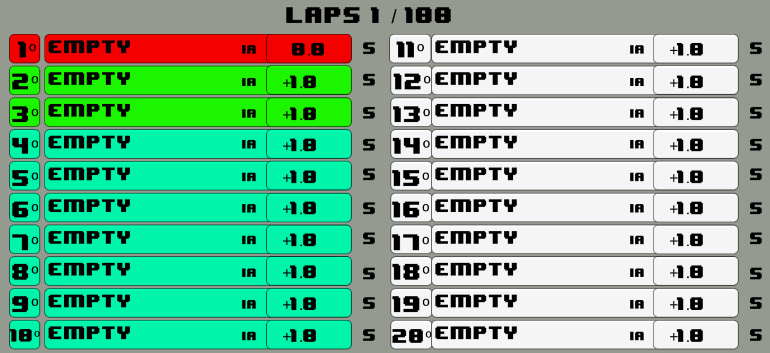 LAPS 1 / 100
1º EMPTY IA 0.0 S
2º EMPTY IA +1.0 S
3º EMPTY IA +1.0 S
4º EMPTY IA +1.0 S
5º EMPTY IA +1.0 S
6º EMPTY IA +1.0 S
7º EMPTY IA +1.0 S
8º EMPTY IA +1.0 S
9º EMPTY IA +1.0 S
10º EMPTY IA +1.0 S
11º EMPTY IA +1.0 S
12º EMPTY IA +1.0 S
13º EMPTY IA +1.0 S
14º EMPTY IA +1.0 S
15º EMPTY IA +1.0 S
16º EMPTY IA +1.0 S
17º EMPTY IA +1.0 S
18º EMPTY IA +1.0 S
19º EMPTY IA +1.0 S
20º EMPTY IA +1.0 S